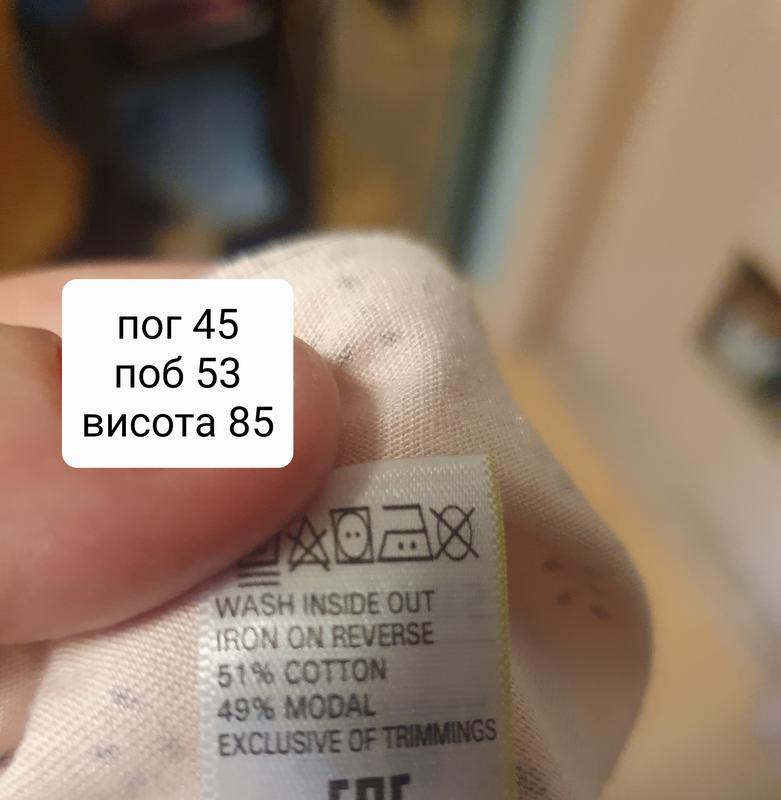 пог 45
поб 53
висота 85
WASH INSIDE OUT
IRON ON REVERSE
51% COTTON
49% MODAL
EXCLUSIVE OF TRIMMINGS